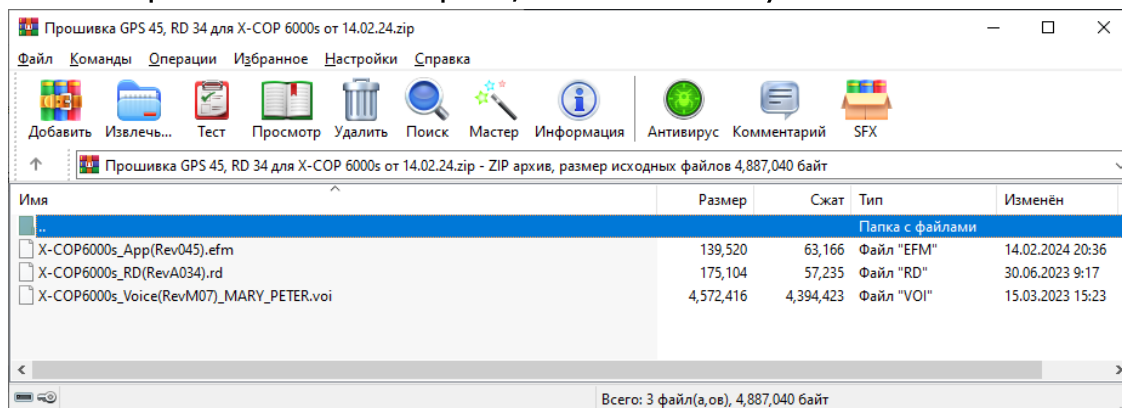 Прошивка GPS 45, RD 34 для X-COP 6000s от 14.02.24.zip
Файл Команды Операции Избранное Настройки Справка
Добавить Извлечь... Тест Просмотр Удалить Поиск Мастер Информация Антивирус Комментарий SFX
Прошивка GPS 45, RD 34 для X-COP 6000s от 14.02.24.zip - ZIP архив, размер исходных файлов 4,887,040 байт
Имя Размер Сжат Тип Изменён
.. Папка с файлами
X-COP6000s_App(Rev045).efm 139,520 63,166 Файл "EFM" 14.02.2024 20:36
X-COP6000s_RD(RevA034).rd 175,104 57,235 Файл "RD" 30.06.2023 9:17
X-COP6000s_Voice(RevM07)_MARY_PETER.voi 4,572,416 4,394,423 Файл "VOI" 15.03.2023 15:23
Всего: 3 файл(а,ов), 4,887,040 байт